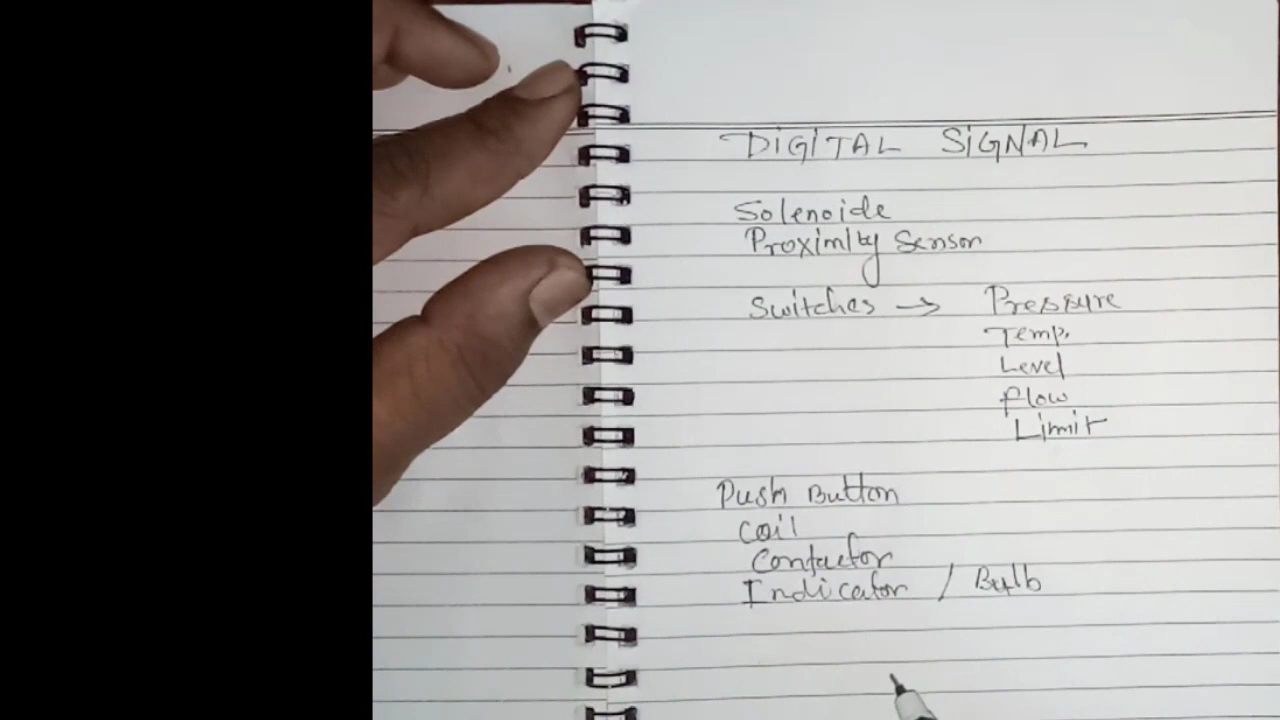 DIGITAL SIGNAL
Solenoide
Proximity Sensor
Switches → Pressure
Temp.
Level
flow
Limit
Push Button
Coil
Contactor
Indicator / Bulb